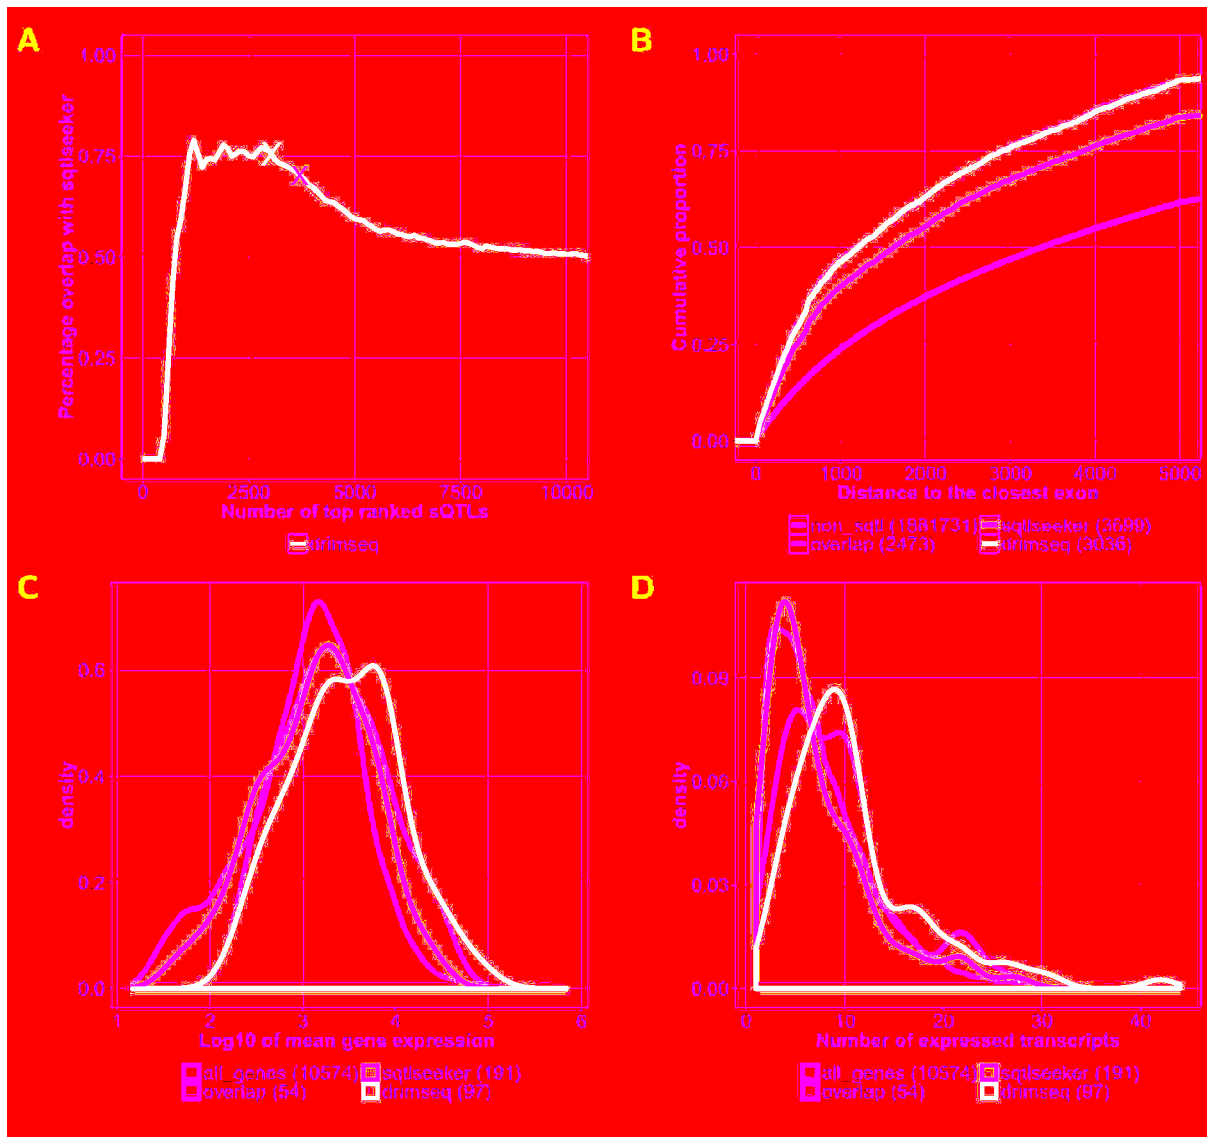 A
B
1.00
0.75
0.50
0.25
0.00
Percentage overlap with sqtlseeker
0
2500
5000
7500
10000
Number of top ranked sQTLs
drimseq
1.00
0.75
0.50
0.25
0.00
Cumulative proportion
0
1000
2000
3000
4000
5000
Distance to the closest exon
non_sqtl (1881731)
sqtlseeker (3699)
overlap (2473)
drimseq (3036)
C
D
0.6
0.4
0.2
0.0
density
1
2
3
4
5
6
Log10 of mean gene expression
all_genes (10574)
sqtlseeker (191)
overlap (54)
drimseq (97)
0.09
0.06
0.03
0.00
density
0
10
20
30
40
Number of expressed transcripts
all_genes (10574)
sqtlseeker (191)
overlap (54)
drimseq (97)